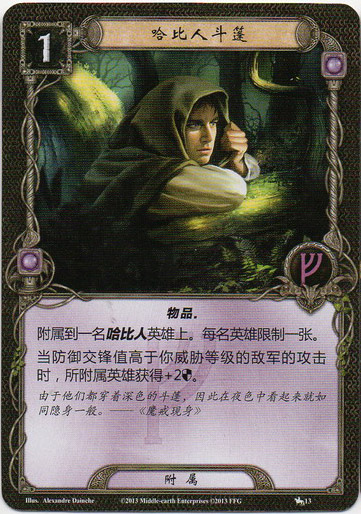 哈比人斗篷
1
物品.
附属到一名哈比人英雄上。每名英雄限制一张。
当防御交锋值高于你威胁等级的敌军的攻击
时，所附属英雄获得+2。
由于他们都穿着深色的斗篷，因此在夜色中看起来就如
同隐身一般。 ——《魔戒现身》
附 属
Illus. Alexandre Dainche ©2013 Middle-earth Enterprises ©2013 FFG 13